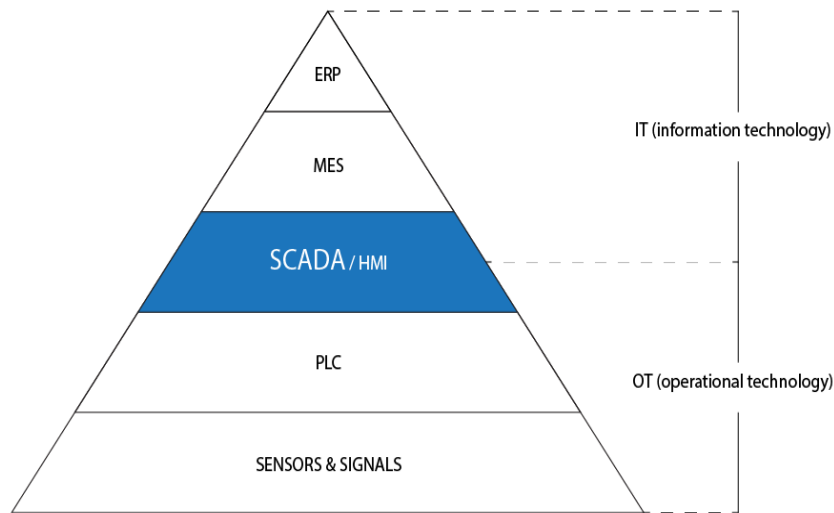 ERP
IT (information technology)
MES
SCADA / HMI
PLC
OT (operational technology)
SENSORS & SIGNALS